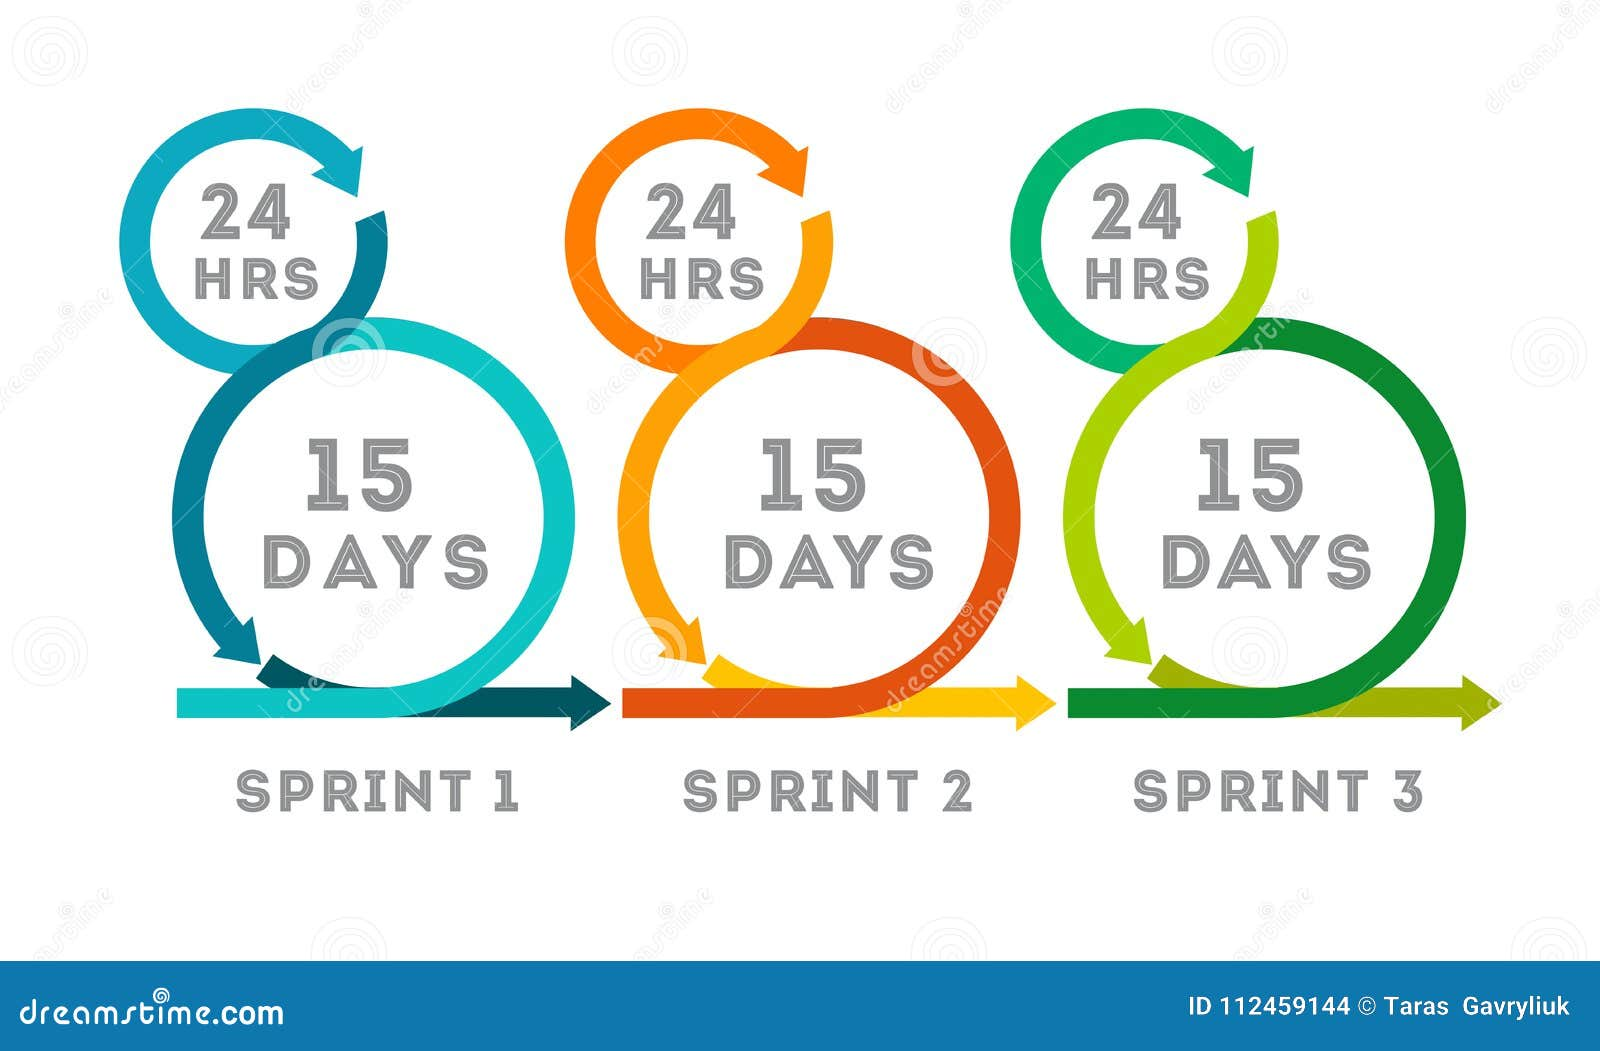 24
HRS
24
HRS
24
HRS
15
DAYS
15
DAYS
15
DAYS
SPRINT 1
SPRINT 2
SPRINT 3
dreamstime.com
ID 112459144 © Taras Gavryliuk